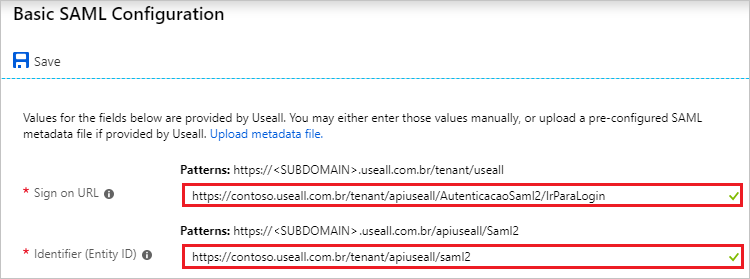 Basic SAML Configuration
Save
Values for the fields below are provided by Useall. You may either enter those values manually, or upload a pre-configured SAML
metadata file if provided by Useall. Upload metadata file.
Patterns: https://<SUBDOMAIN>.useall.com.br/tenant/useall
* Sign on URL https://contoso.useall.com.br/tenant/apiuseall/AutenticacaoSaml2/IrParaLogin
Patterns: https://<SUBDOMAIN>.useall.com.br/apiuseall/Saml2
* Identifier (Entity ID) https://contoso.useall.com.br/tenant/apiuseall/saml2